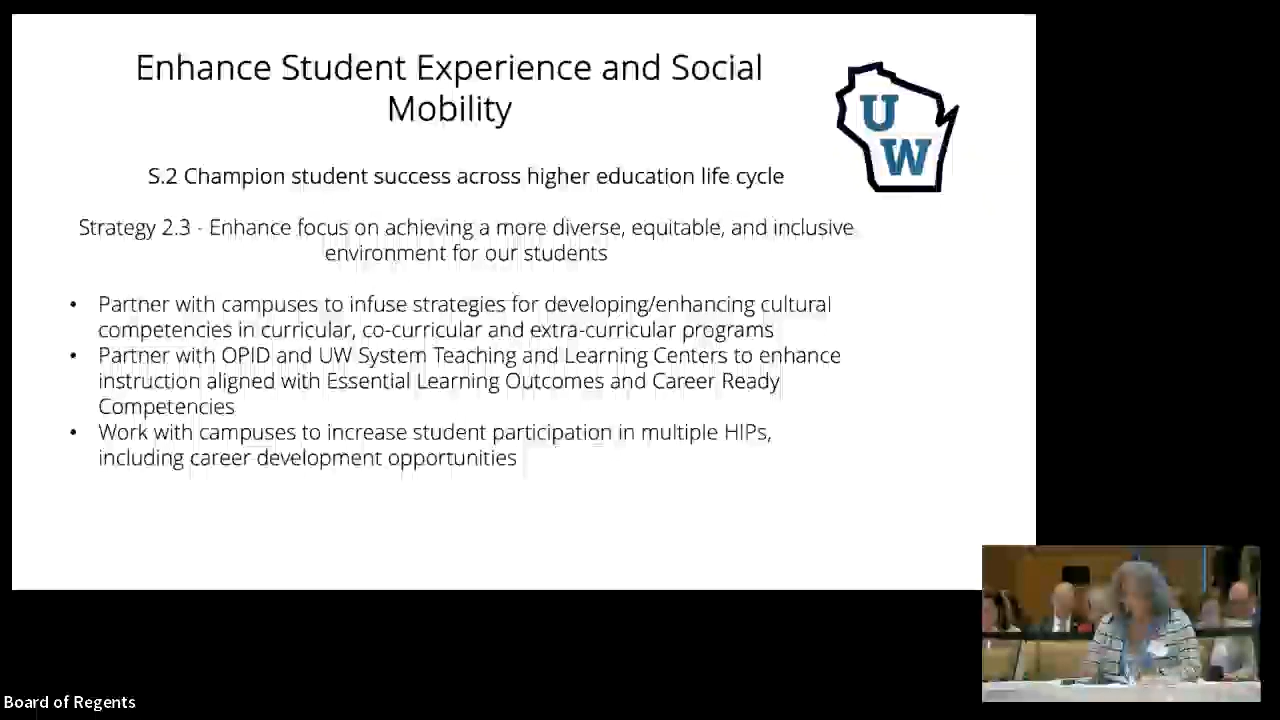 Enhance Student Experience and Social
Mobility
U
W
S.2 Champion student success across higher education life cycle
Strategy 2.3 - Enhance focus on achieving a more diverse, equitable, and inclusive
environment for our students
• Partner with campuses to infuse strategies for developing/enhancing cultural
competencies in curricular, co-curricular and extra-curricular programs
• Partner with OPID and UW System Teaching and Learning Centers to enhance
instruction aligned with Essential Learning Outcomes and Career Ready
Competencies
• Work with campuses to increase student participation in multiple HIPs,
including career development opportunities
Board of Regents